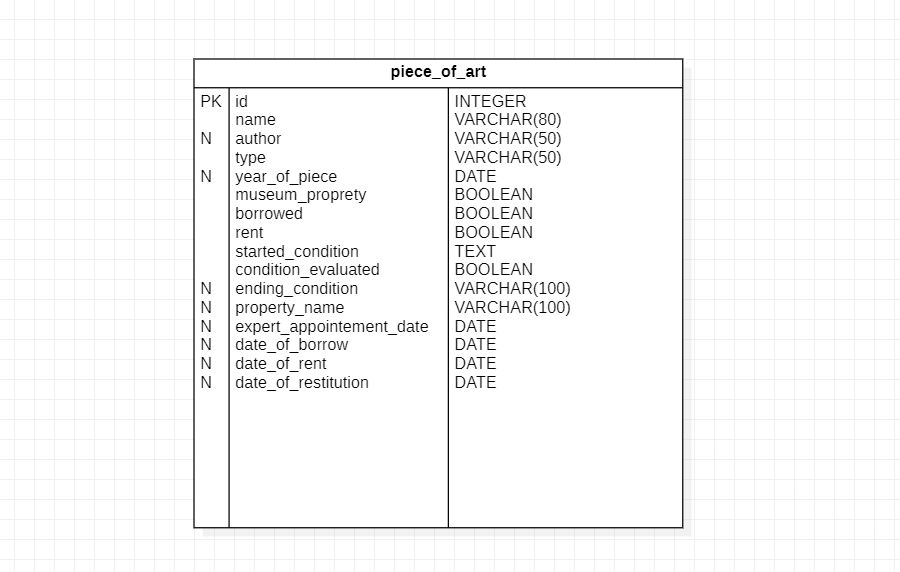 piece_of_art
PK id INTEGER
name VARCHAR(80)
N author VARCHAR(50)
type VARCHAR(50)
N year_of_piece DATE
museum_proprety BOOLEAN
borrowed BOOLEAN
rent BOOLEAN
started_condition TEXT
condition_evaluated BOOLEAN
N ending_condition VARCHAR(100)
N property_name VARCHAR(100)
N expert_appointement_date DATE
N date_of_borrow DATE
N date_of_rent DATE
N date_of_restitution DATE